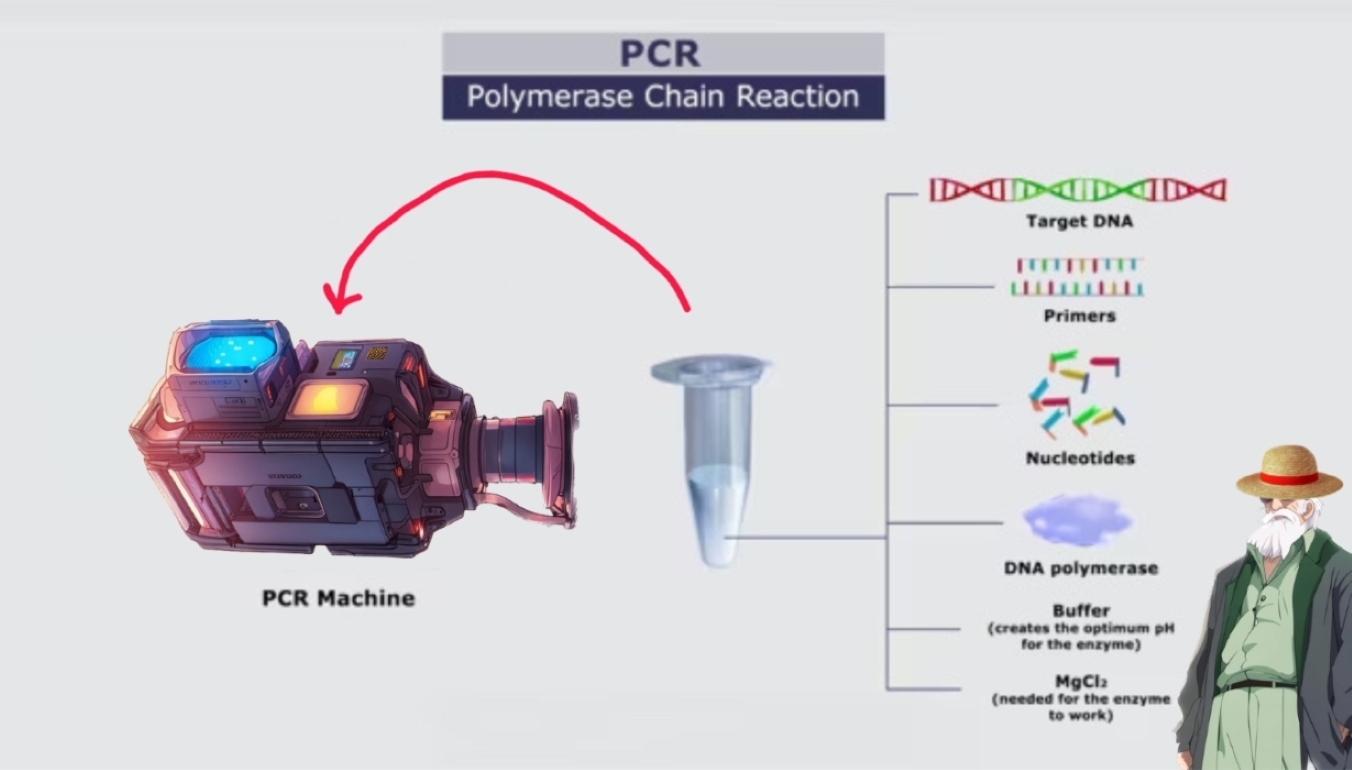 PCR
Polymerase Chain Reaction
Target DNA
Primers
Nucleotides
DNA polymerase
Buffer
(creates the optimum pH
for the enzyme)
MgCl₂
(needed for the enzyme
to work)
PCR Machine